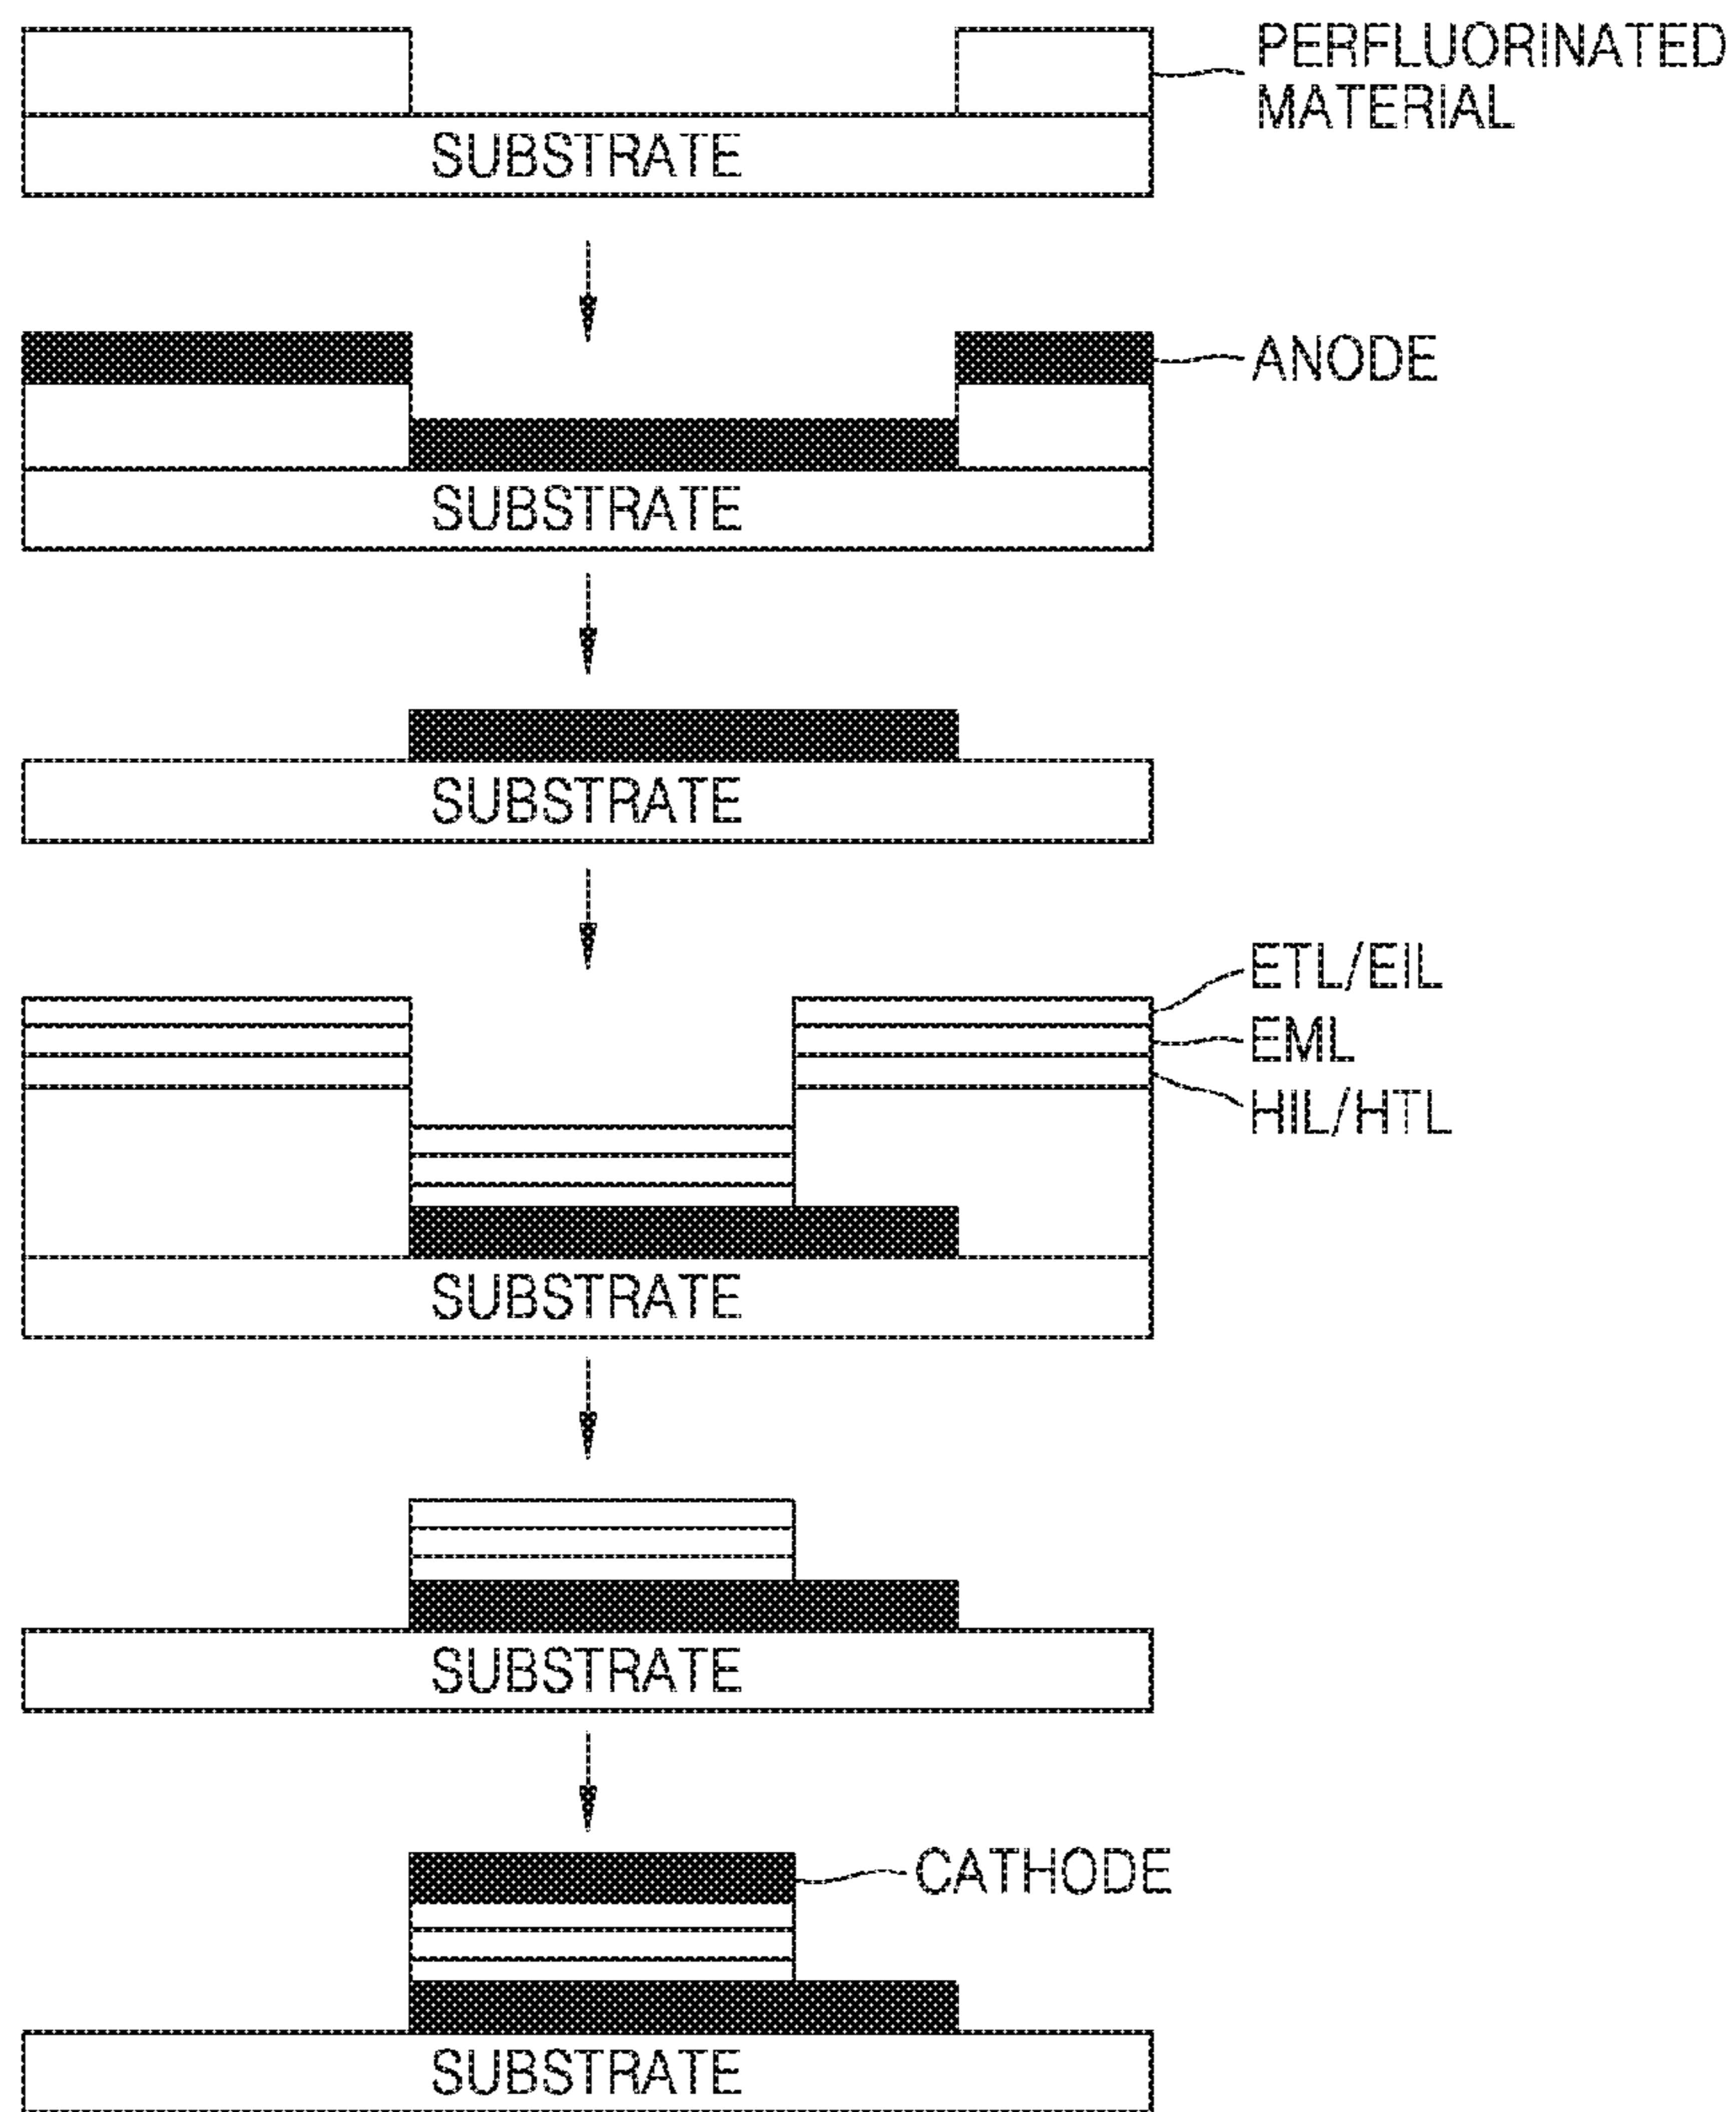 PERFLUORINATED
MATERIAL
SUBSTRATE
ANODE
SUBSTRATE
SUBSTRATE
ETL/EIL
EML
HIL/HTL
SUBSTRATE
SUBSTRATE
CATHODE
SUBSTRATE